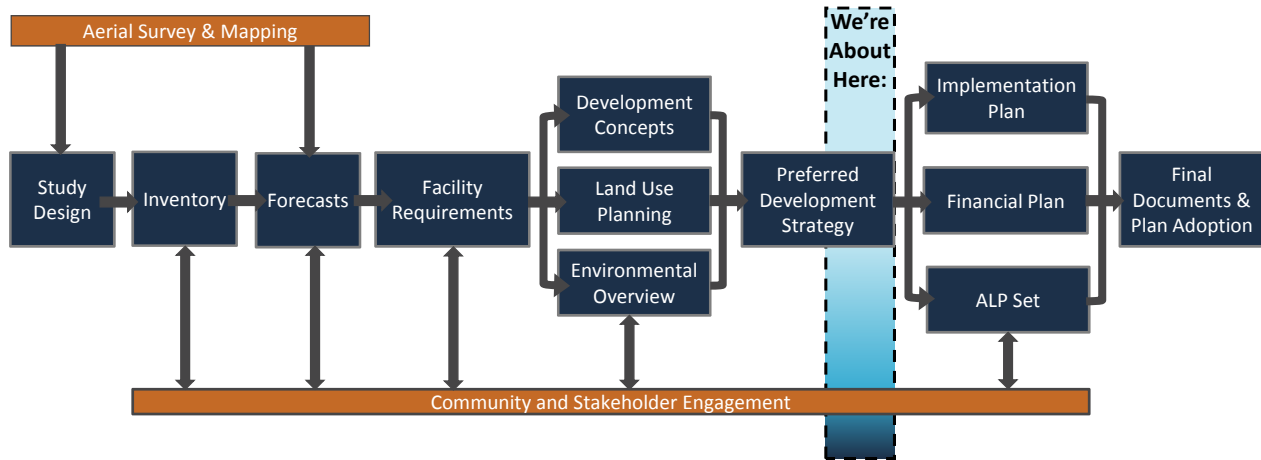 Aerial Survey & Mapping
We're
About
Here:
Study
Design
Inventory
Forecasts
Facility
Requirements
Development
Concepts
Land Use
Planning
Environmental
Overview
Preferred
Development
Strategy
Implementation
Plan
Financial Plan
ALP Set
Final
Documents &
Plan Adoption
Community and Stakeholder Engagement